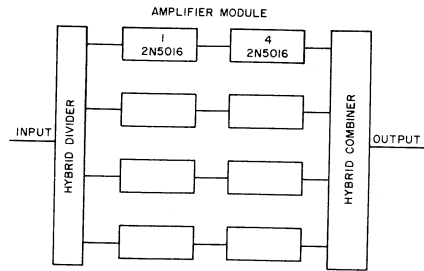 AMPLIFIER MODULE
1
2N5016
4
2N5016
INPUT
HYBRID DIVIDER
HYBRID COMBINER
OUTPUT